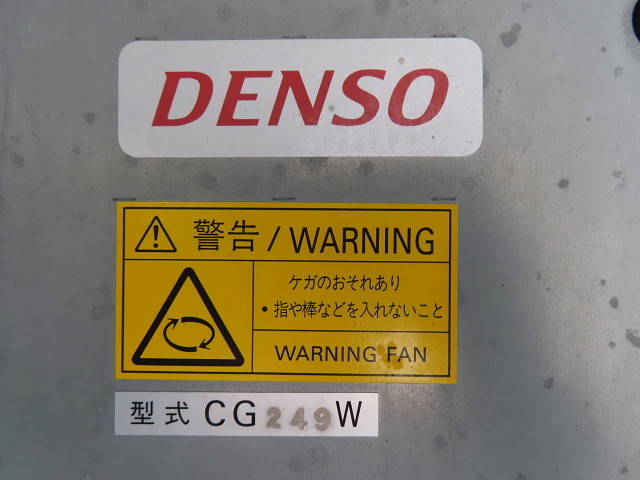 DENSO
警告/WARNING
ケガのおそれあり
・指や棒などを入れないこと
WARNING FAN
型式 CG249W